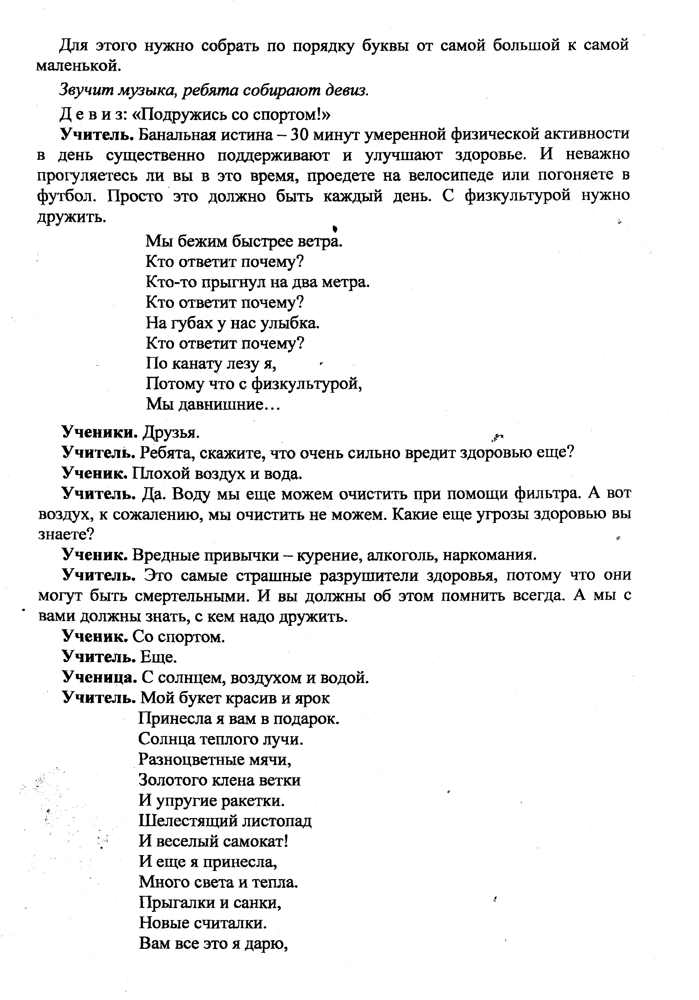 Для этого нужно собрать по порядку буквы от самой большой к самой
маленькой.
Звучит музыка, ребята собирают девиз.
Д е в и з: «Подружись со спортом!»
Учитель. Банальная истина – 30 минут умеренной физической активности
в день существенно поддерживают и улучшают здоровье. И неважно
прогуляетесь ли вы в это время, проедете на велосипеде или погоняете в
футбол. Просто это должно быть каждый день. С физкультурой нужно
дружить.
Мы бежим быстрее ветра.
Кто ответит почему?
Кто-то прыгнул на два метра.
Кто ответит почему?
На губах у нас улыбка.
Кто ответит почему?
По канату лезу я,
Потому что с физкультурой,
Мы давнишние…
Ученики. Друзья.
Учитель. Ребята, скажите, что очень сильно вредит здоровью еще?
Ученик. Плохой воздух и вода.
Учитель. Да. Воду мы еще можем очистить при помощи фильтра. А вот
воздух, к сожалению, мы очистить не можем. Какие еще угрозы здоровью вы
знаете?
Ученик. Вредные привычки – курение, алкоголь, наркомания.
Учитель. Это самые страшные разрушители здоровья, потому что они
могут быть смертельными. И вы должны об этом помнить всегда. А мы с
вами должны знать, с кем надо дружить.
Ученик. Со спортом.
Учитель. Еще.
Ученица. С солнцем, воздухом и водой.
Учитель. Мой букет красив и ярок
Принесла я вам в подарок.
Солнца теплого лучи.
Разноцветные мячи,
Золотого клена ветки
И упругие ракетки.
Шелестящий листопад
И веселый самокат!
И еще я принесла,
Много света и тепла.
Прыгалки и санки,
Новые считалки.
Вам все это я дарю,